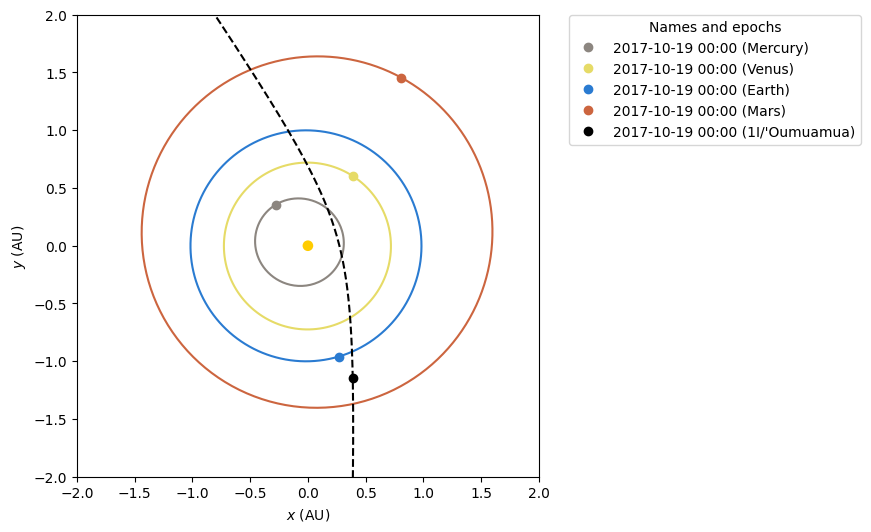 Names and epochs
2017-10-19 00:00 (Mercury)
2017-10-19 00:00 (Venus)
2017-10-19 00:00 (Earth)
2017-10-19 00:00 (Mars)
2017-10-19 00:00 (1I/'Oumuamua)
y (AU)
2.0
1.5
1.0
0.5
0.0
−0.5
−1.0
−1.5
−2.0
−2.0 −1.5 −1.0 −0.5 0.0 0.5 1.0 1.5 2.0
x (AU)